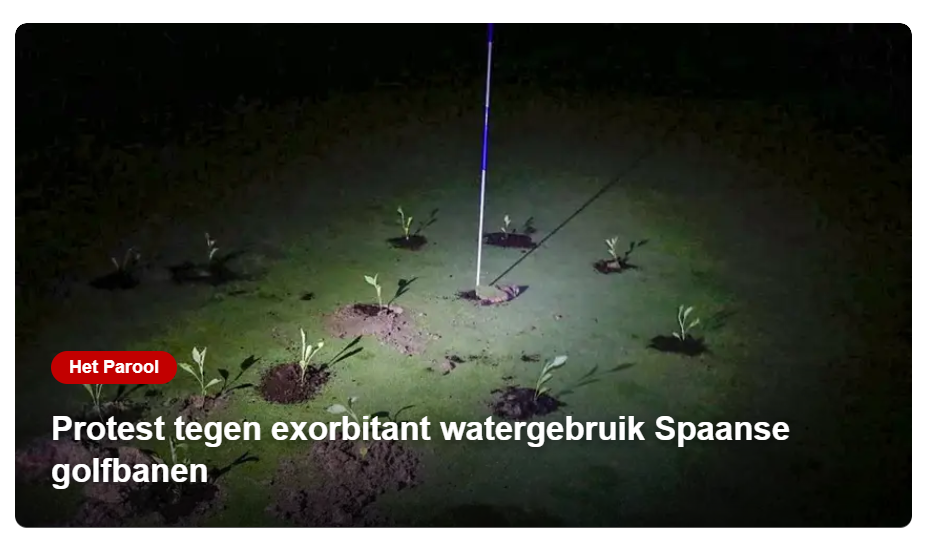 Het Parool
Protest tegen exorbitant watergebruik Spaanse
golfbanen